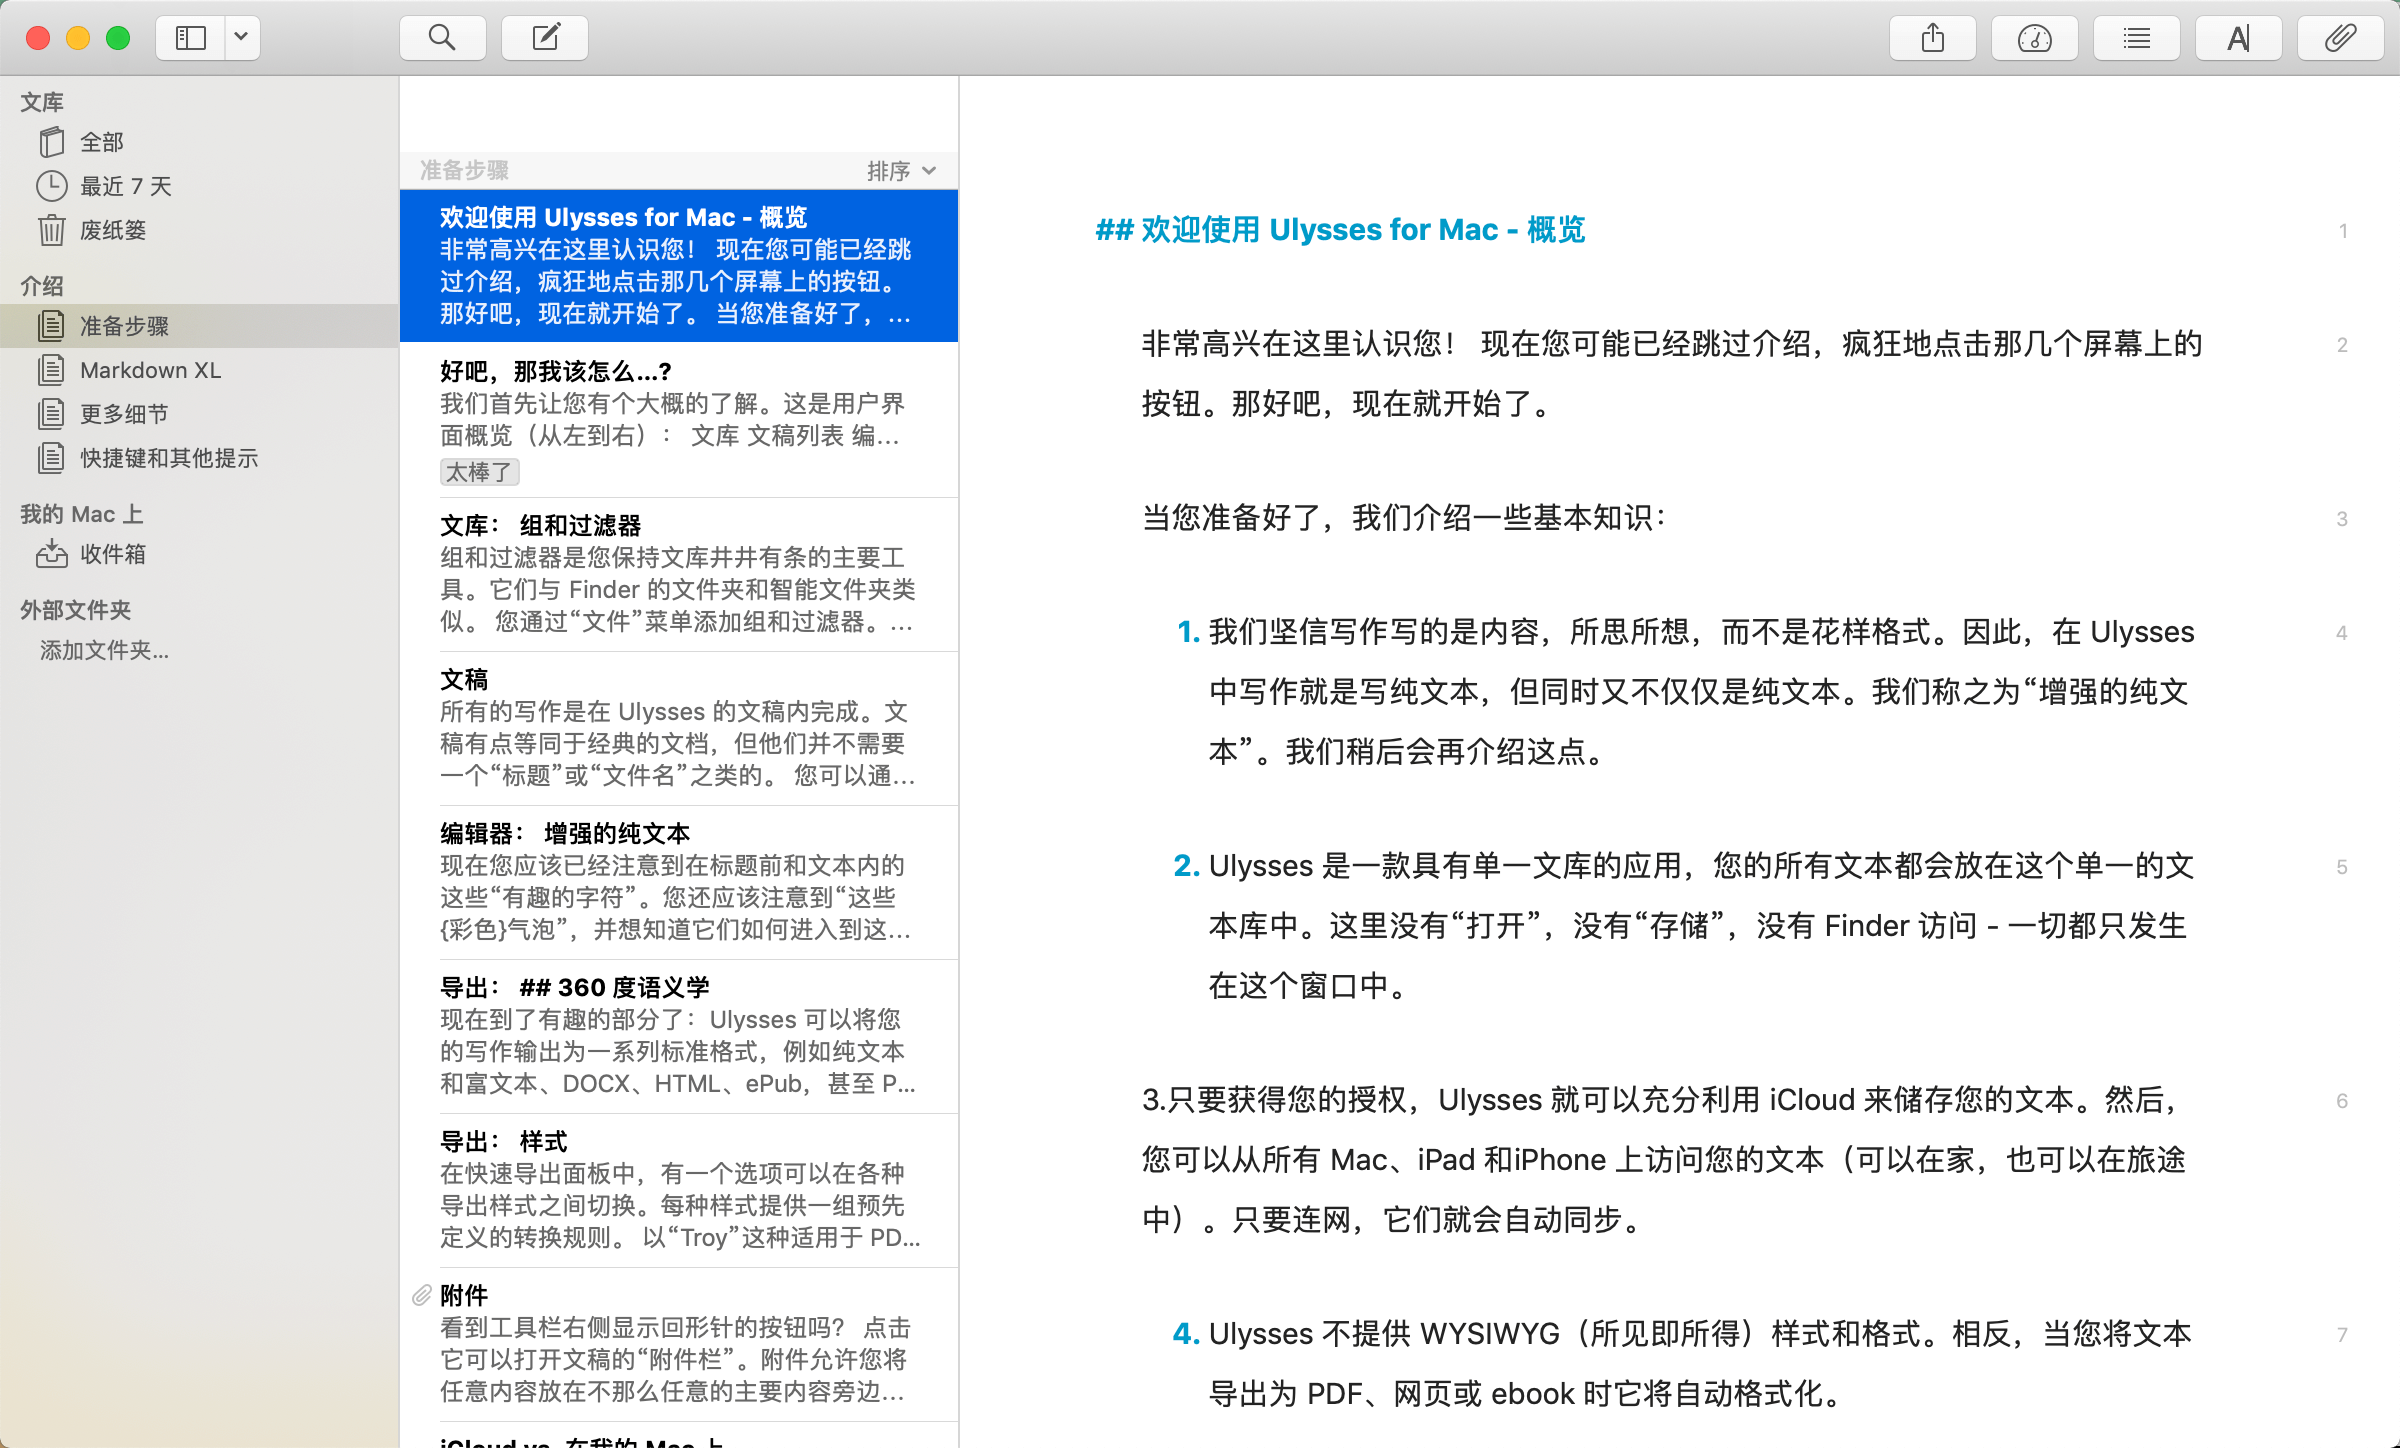 文库
全部
最近 7 天
废纸篓
介绍
准备步骤
Markdown XL
更多细节
快捷键和其他提示
我的 Mac 上
收件箱
外部文件夹
添加文件夹...
准备步骤
排序
欢迎使用 Ulysses for Mac - 概览
非常高兴在这里认识您！ 现在您可能已经跳
过介绍，疯狂地点击那几个屏幕上的按钮。
那好吧，现在就开始了。 当您准备好了，...
好吧，那我该怎么...?
我们首先让您有个大概的了解。这是用户界
面概览（从左到右）： 文库 文稿列表 编...
太棒了
文库： 组和过滤器
组和过滤器是您保持文库井井有条的主要工
具。它们与 Finder 的文件夹和智能文件夹类
似。 您通过“文件”菜单添加组和过滤器。...
文稿
所有的写作是在 Ulysses 的文稿内完成。文
稿有点等同于经典的文档，但他们并不需要
一个“标题”或“文件名”之类的。 您可以通...
编辑器： 增强的纯文本
现在您应该已经注意到在标题前和文本内的
这些“有趣的字符”。您还应该注意到“这些
{彩色}气泡”，并想知道它们如何进入到这...
导出： ## 360 度语义学
现在到了有趣的部分了：Ulysses 可以将您
的写作输出为一系列标准格式，例如纯文本
和富文本、DOCX、HTML、ePub，甚至 P...
导出： 样式
在快速导出面板中，有一个选项可以在各种
导出样式之间切换。每种样式提供一组预先
定义的转换规则。 以“Troy”这种适用于 PD...
附件
看到工具栏右侧显示回形针的按钮吗？ 点击
它可以打开文稿的“附件栏”。附件允许您将
任意内容放在不那么任意的主要内容旁边...
iCloud vs. 在我的 Mac 上
## 欢迎使用 Ulysses for Mac - 概览
1
非常高兴在这里认识您！ 现在您可能已经跳过介绍，疯狂地点击那几个屏幕上的
2
按钮。那好吧，现在就开始了。
当您准备好了，我们介绍一些基本知识：
3
1. 我们坚信写作写的是内容，所思所想，而不是花样格式。因此，在 Ulysses
4
中写作就是写纯文本，但同时又不仅仅是纯文本。我们称之为“增强的纯文
本”。我们稍后会再介绍这点。
2. Ulysses 是一款具有单一文库的应用，您的所有文本都会放在这个单一的文
5
本库中。这里没有“打开”，没有“存储”，没有 Finder 访问 - 一切都只发生
在这个窗口中。
3.只要获得您的授权，Ulysses 就可以充分利用 iCloud 来储存您的文本。然后，
6
您可以从所有 Mac、iPad 和iPhone 上访问您的文本（可以在家，也可以在旅途
中）。只要连网，它们就会自动同步。
4. Ulysses 不提供 WYSIWYG（所见即所得）样式和格式。相反，当您将文本
7
导出为 PDF、网页或 ebook 时它将自动格式化。